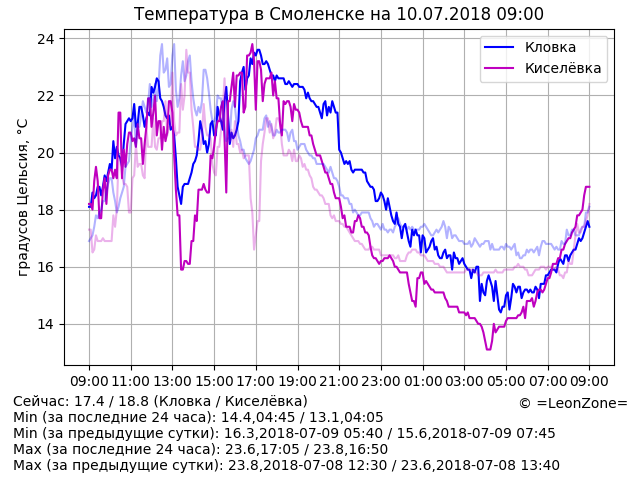 Температура в Смоленске на 10.07.2018 09:00
24
22
20
18
16
14
градусов Цельсия, °C
Кловка
Киселёвка
09:00 11:00 13:00 15:00 17:00 19:00 21:00 23:00 01:00 03:00 05:00 07:00 09:00
Сейчас: 17.4 / 18.8 (Кловка / Киселёвка)
© =LeonZone=
Min (за последние 24 часа): 14.4,04:45 / 13.1,04:05
Min (за предыдущие сутки): 16.3,2018-07-09 05:40 / 15.6,2018-07-09 07:45
Max (за последние 24 часа): 23.6,17:05 / 23.8,16:50
Max (за предыдущие сутки): 23.8,2018-07-08 12:30 / 23.6,2018-07-08 13:40